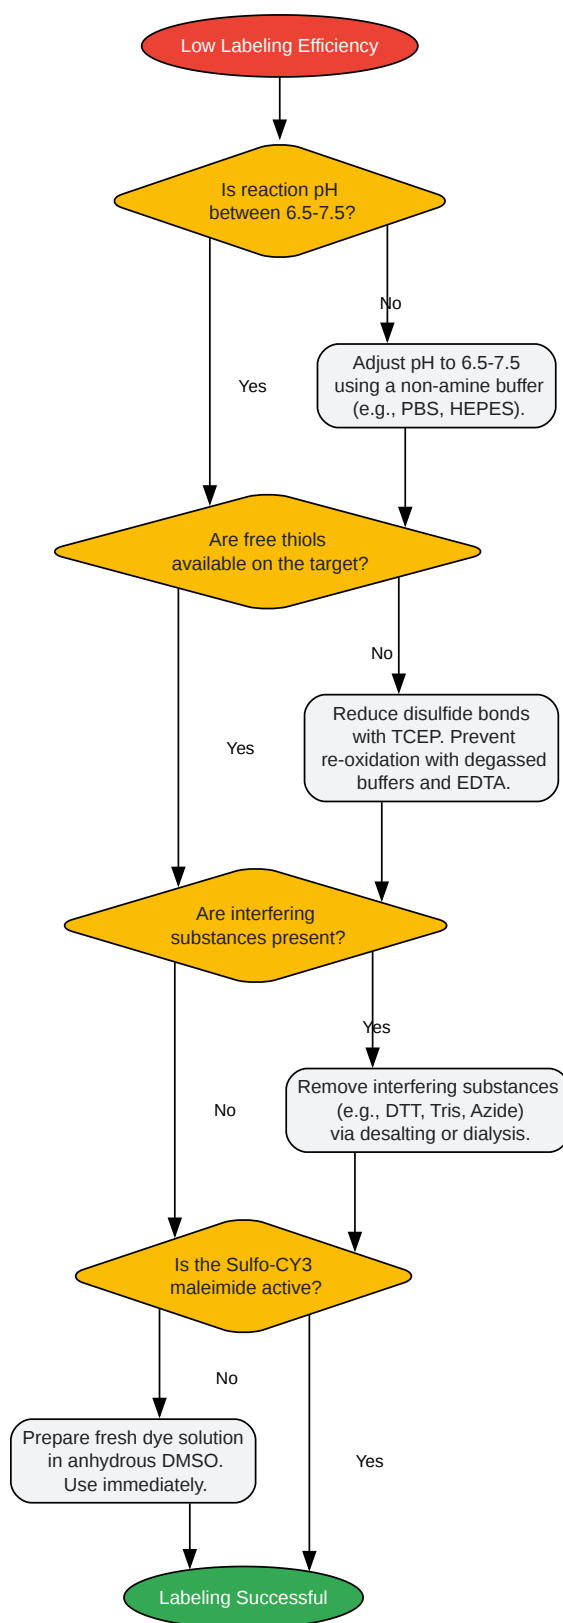 Low Labeling Efficiency
Is reaction pH
between 6.5-7.5?
No
Adjust pH to 6.5-7.5
using a non-amine buffer
(e.g., PBS, HEPES).
Yes
Are free thiols
available on the target?
No
Reduce disulfide bonds
with TCEP. Prevent
re-oxidation with degassed
buffers and EDTA.
Yes
Are interfering
substances present?
Yes
Remove interfering substances
(e.g., DTT, Tris, Azide)
via desalting or dialysis.
No
Is the Sulfo-CY3
maleimide active?
No
Prepare fresh dye solution
in anhydrous DMSO.
Use immediately.
Yes
Labeling Successful